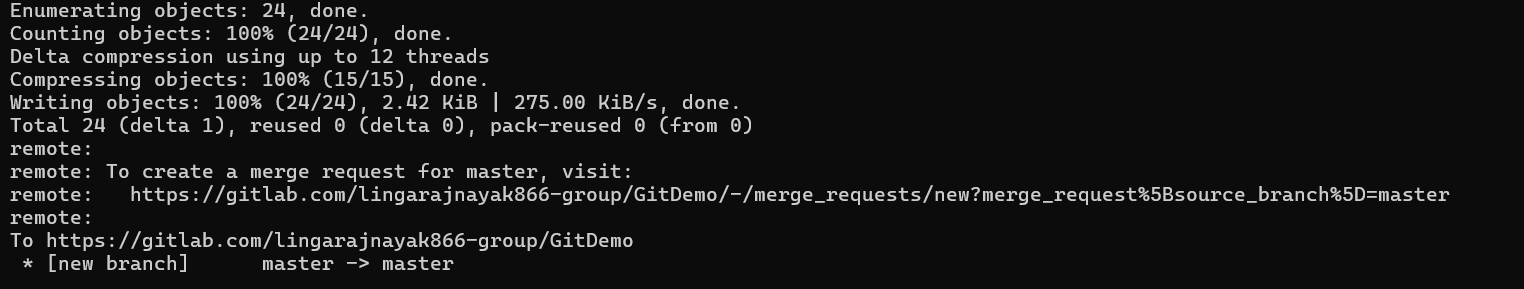 Enumerating objects: 24, done.
Counting objects: 100% (24/24), done.
Delta compression using up to 12 threads
Compressing objects: 100% (15/15), done.
Writing objects: 100% (24/24), 2.42 KiB | 275.00 KiB/s, done.
Total 24 (delta 1), reused 0 (delta 0), pack-reused 0 (from 0)
remote:
remote: To create a merge request for master, visit:
remote:   https://gitlab.com/lingarajnayak866-group/GitDemo/-/merge_requests/new?merge_request%5Bsource_branch%5D=master
remote:
To https://gitlab.com/lingarajnayak866-group/GitDemo
 * [new branch]      master -> master